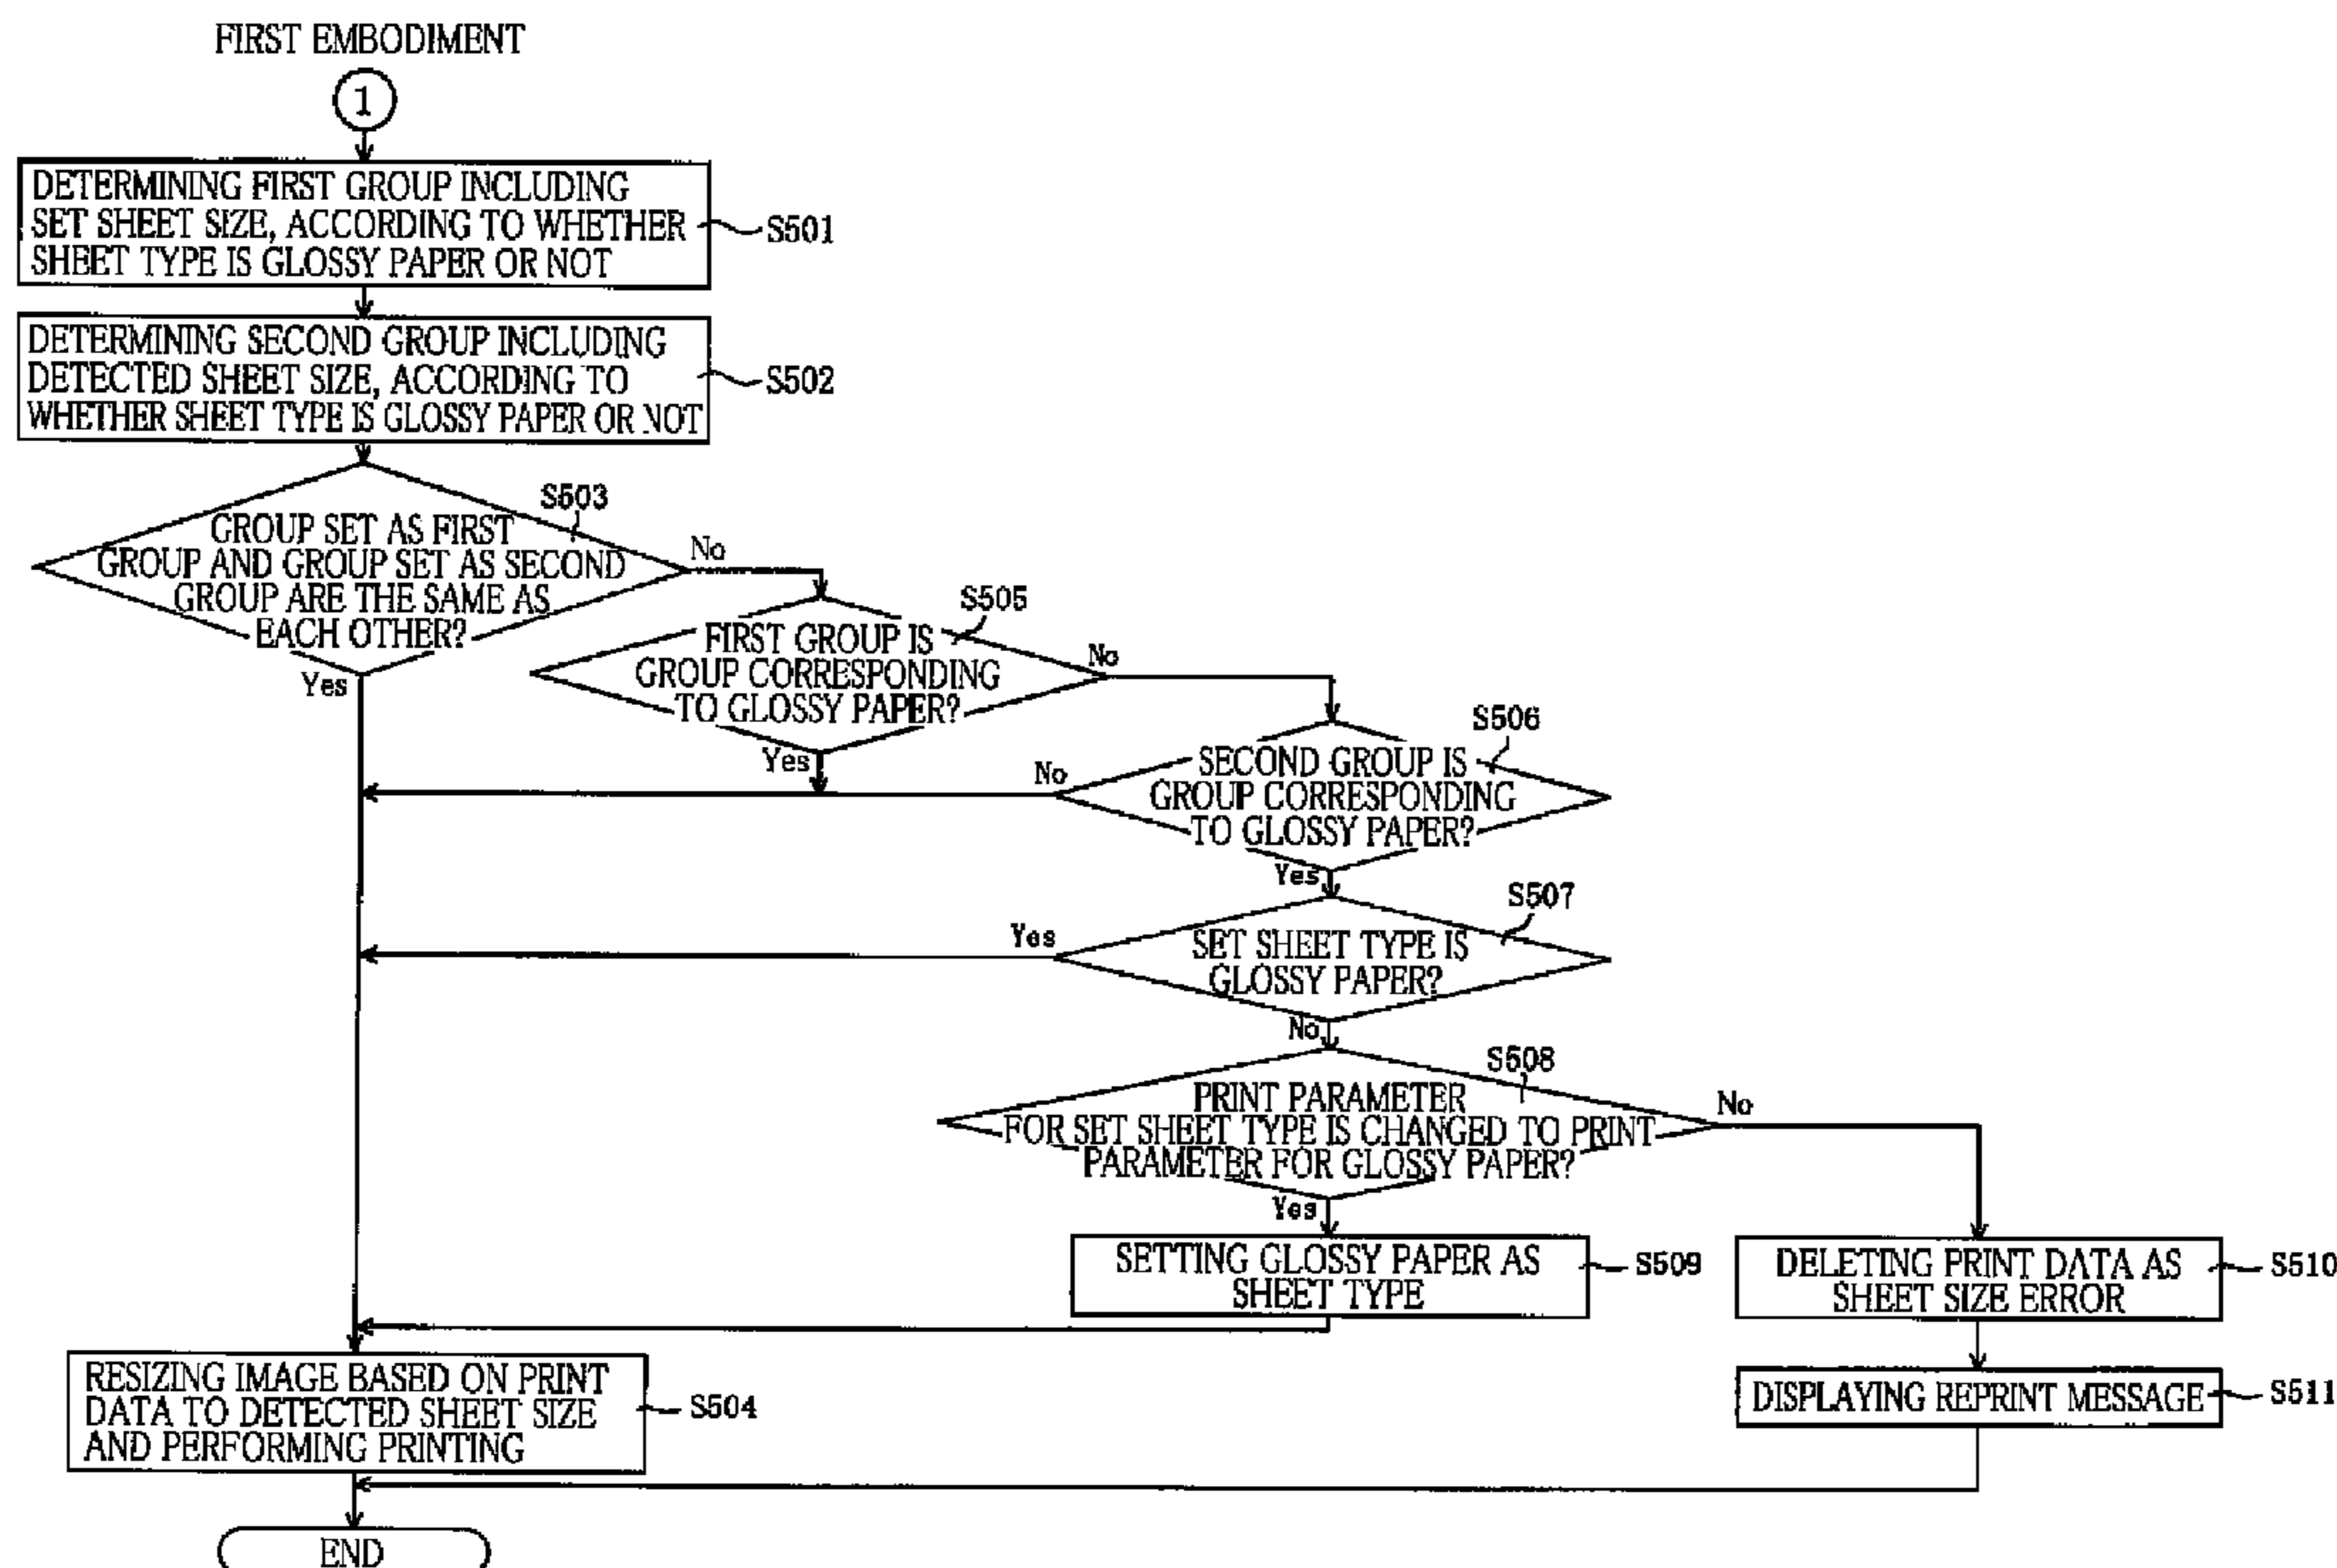 FIRST EMBODIMENT
1
DETERMINING FIRST GROUP INCLUDING
SET SHEET SIZE, ACCORDING TO WHETHER
SHEET TYPE IS GLOSSY PAPER OR NOT
S501
DETERMINING SECOND GROUP INCLUDING
DETECTED SHEET SIZE, ACCORDING TO
WHETHER SHEET TYPE IS GLOSSY PAPER OR NOT
S502
S503
GROUP SET AS FIRST
GROUP AND GROUP SET AS SECOND
GROUP ARE THE SAME AS
EACH OTHER?
No
Yes
S505
FIRST GROUP IS
GROUP CORRESPONDING
TO GLOSSY PAPER?
No
Yes
S506
SECOND GROUP IS
GROUP CORRESPONDING
TO GLOSSY PAPER?
No
Yes
S507
SET SHEET TYPE IS
GLOSSY PAPER?
Yes
No
S508
PRINT PARAMETER
FOR SET SHEET TYPE IS CHANGED TO PRINT
PARAMETER FOR GLOSSY PAPER?
No
Yes
SETTING GLOSSY PAPER AS
SHEET TYPE
S509
DELETING PRINT DATA AS
SHEET SIZE ERROR
S510
RESIZING IMAGE BASED ON PRINT
DATA TO DETECTED SHEET SIZE
AND PERFORMING PRINTING
S504
DISPLAYING REPRINT MESSAGE
S511
END